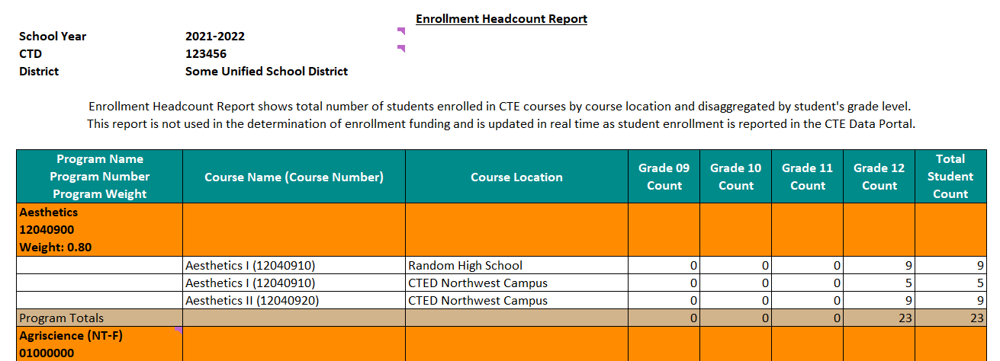 Enrollment Headcount Report
School Year 2021-2022
CTD 123456
District Some Unified School District
Enrollment Headcount Report shows total number of students enrolled in CTE courses by course location and disaggregated by student's grade level.
This report is not used in the determination of enrollment funding and is updated in real time as student enrollment is reported in the CTE Data Portal.
Program Name
Program Number
Program Weight
Course Name (Course Number)
Course Location
Grade 09
Count
Grade 10
Count
Grade 11
Count
Grade 12
Count
Total
Student
Count
Aesthetics
12040900
Weight: 0.80
Aesthetics I (12040910) Random High School 0 0 0 9 9
Aesthetics I (12040910) CTED Northwest Campus 0 0 0 5 5
Aesthetics II (12040920) CTED Northwest Campus 0 0 0 9 9
Program Totals 0 0 0 23 23
Agriscience (NT-F)
01000000